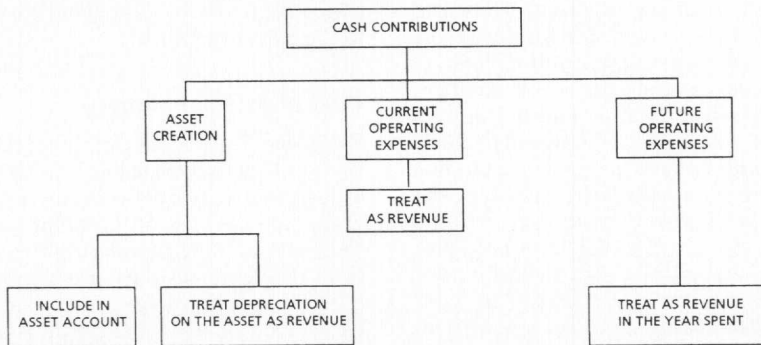 CASH CONTRIBUTIONS
ASSET
CREATION
CURRENT
OPERATING
EXPENSES
FUTURE
OPERATING
EXPENSES
TREAT
AS REVENUE
INCLUDE IN
ASSET ACCOUNT
TREAT DEPRECIATION
ON THE ASSET AS REVENUE
TREAT AS REVENUE
IN THE YEAR SPENT